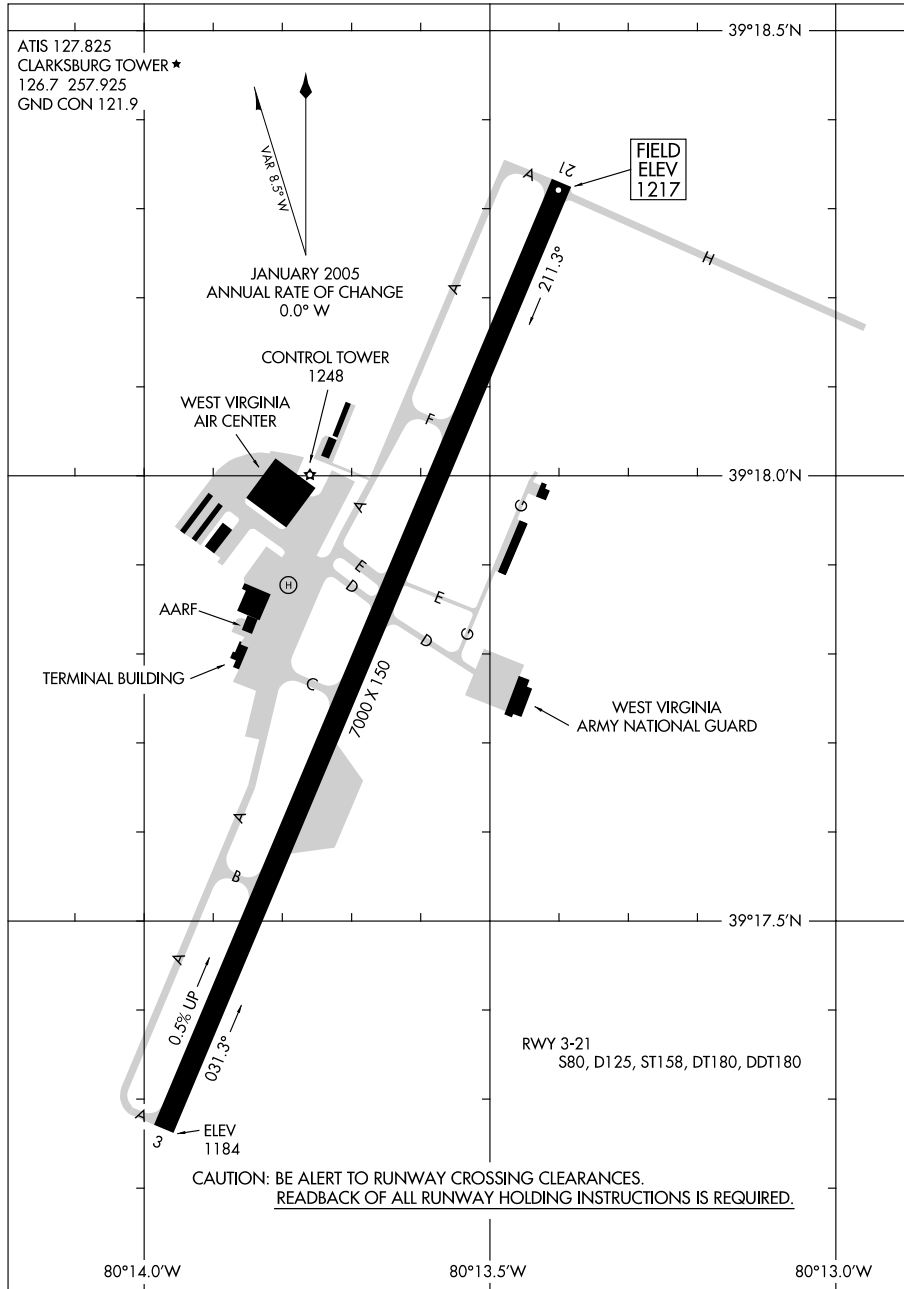 ATIS 127.825
CLARKSBURG TOWER ★
126.7 257.925
GND CON 121.9
39°18.5'N
VAR 8.5° W
JANUARY 2005
ANNUAL RATE OF CHANGE
0.0° W
FIELD
ELEV
1217
21
A
H
211.3°
A
CONTROL TOWER
1248
WEST VIRGINIA
AIR CENTER
F
39°18.0'N
A
G
E
D
H
E
AARF
D
G
TERMINAL BUILDING
C
7000 X 150
WEST VIRGINIA
ARMY NATIONAL GUARD
A
B
39°17.5'N
A
0.5% UP
031.3°
RWY 3-21
S80, D125, ST158, DT180, DDT180
A
3
ELEV
1184
CAUTION: BE ALERT TO RUNWAY CROSSING CLEARANCES.
READBACK OF ALL RUNWAY HOLDING INSTRUCTIONS IS REQUIRED.
80°14.0'W
80°13.5'W
80°13.0'W